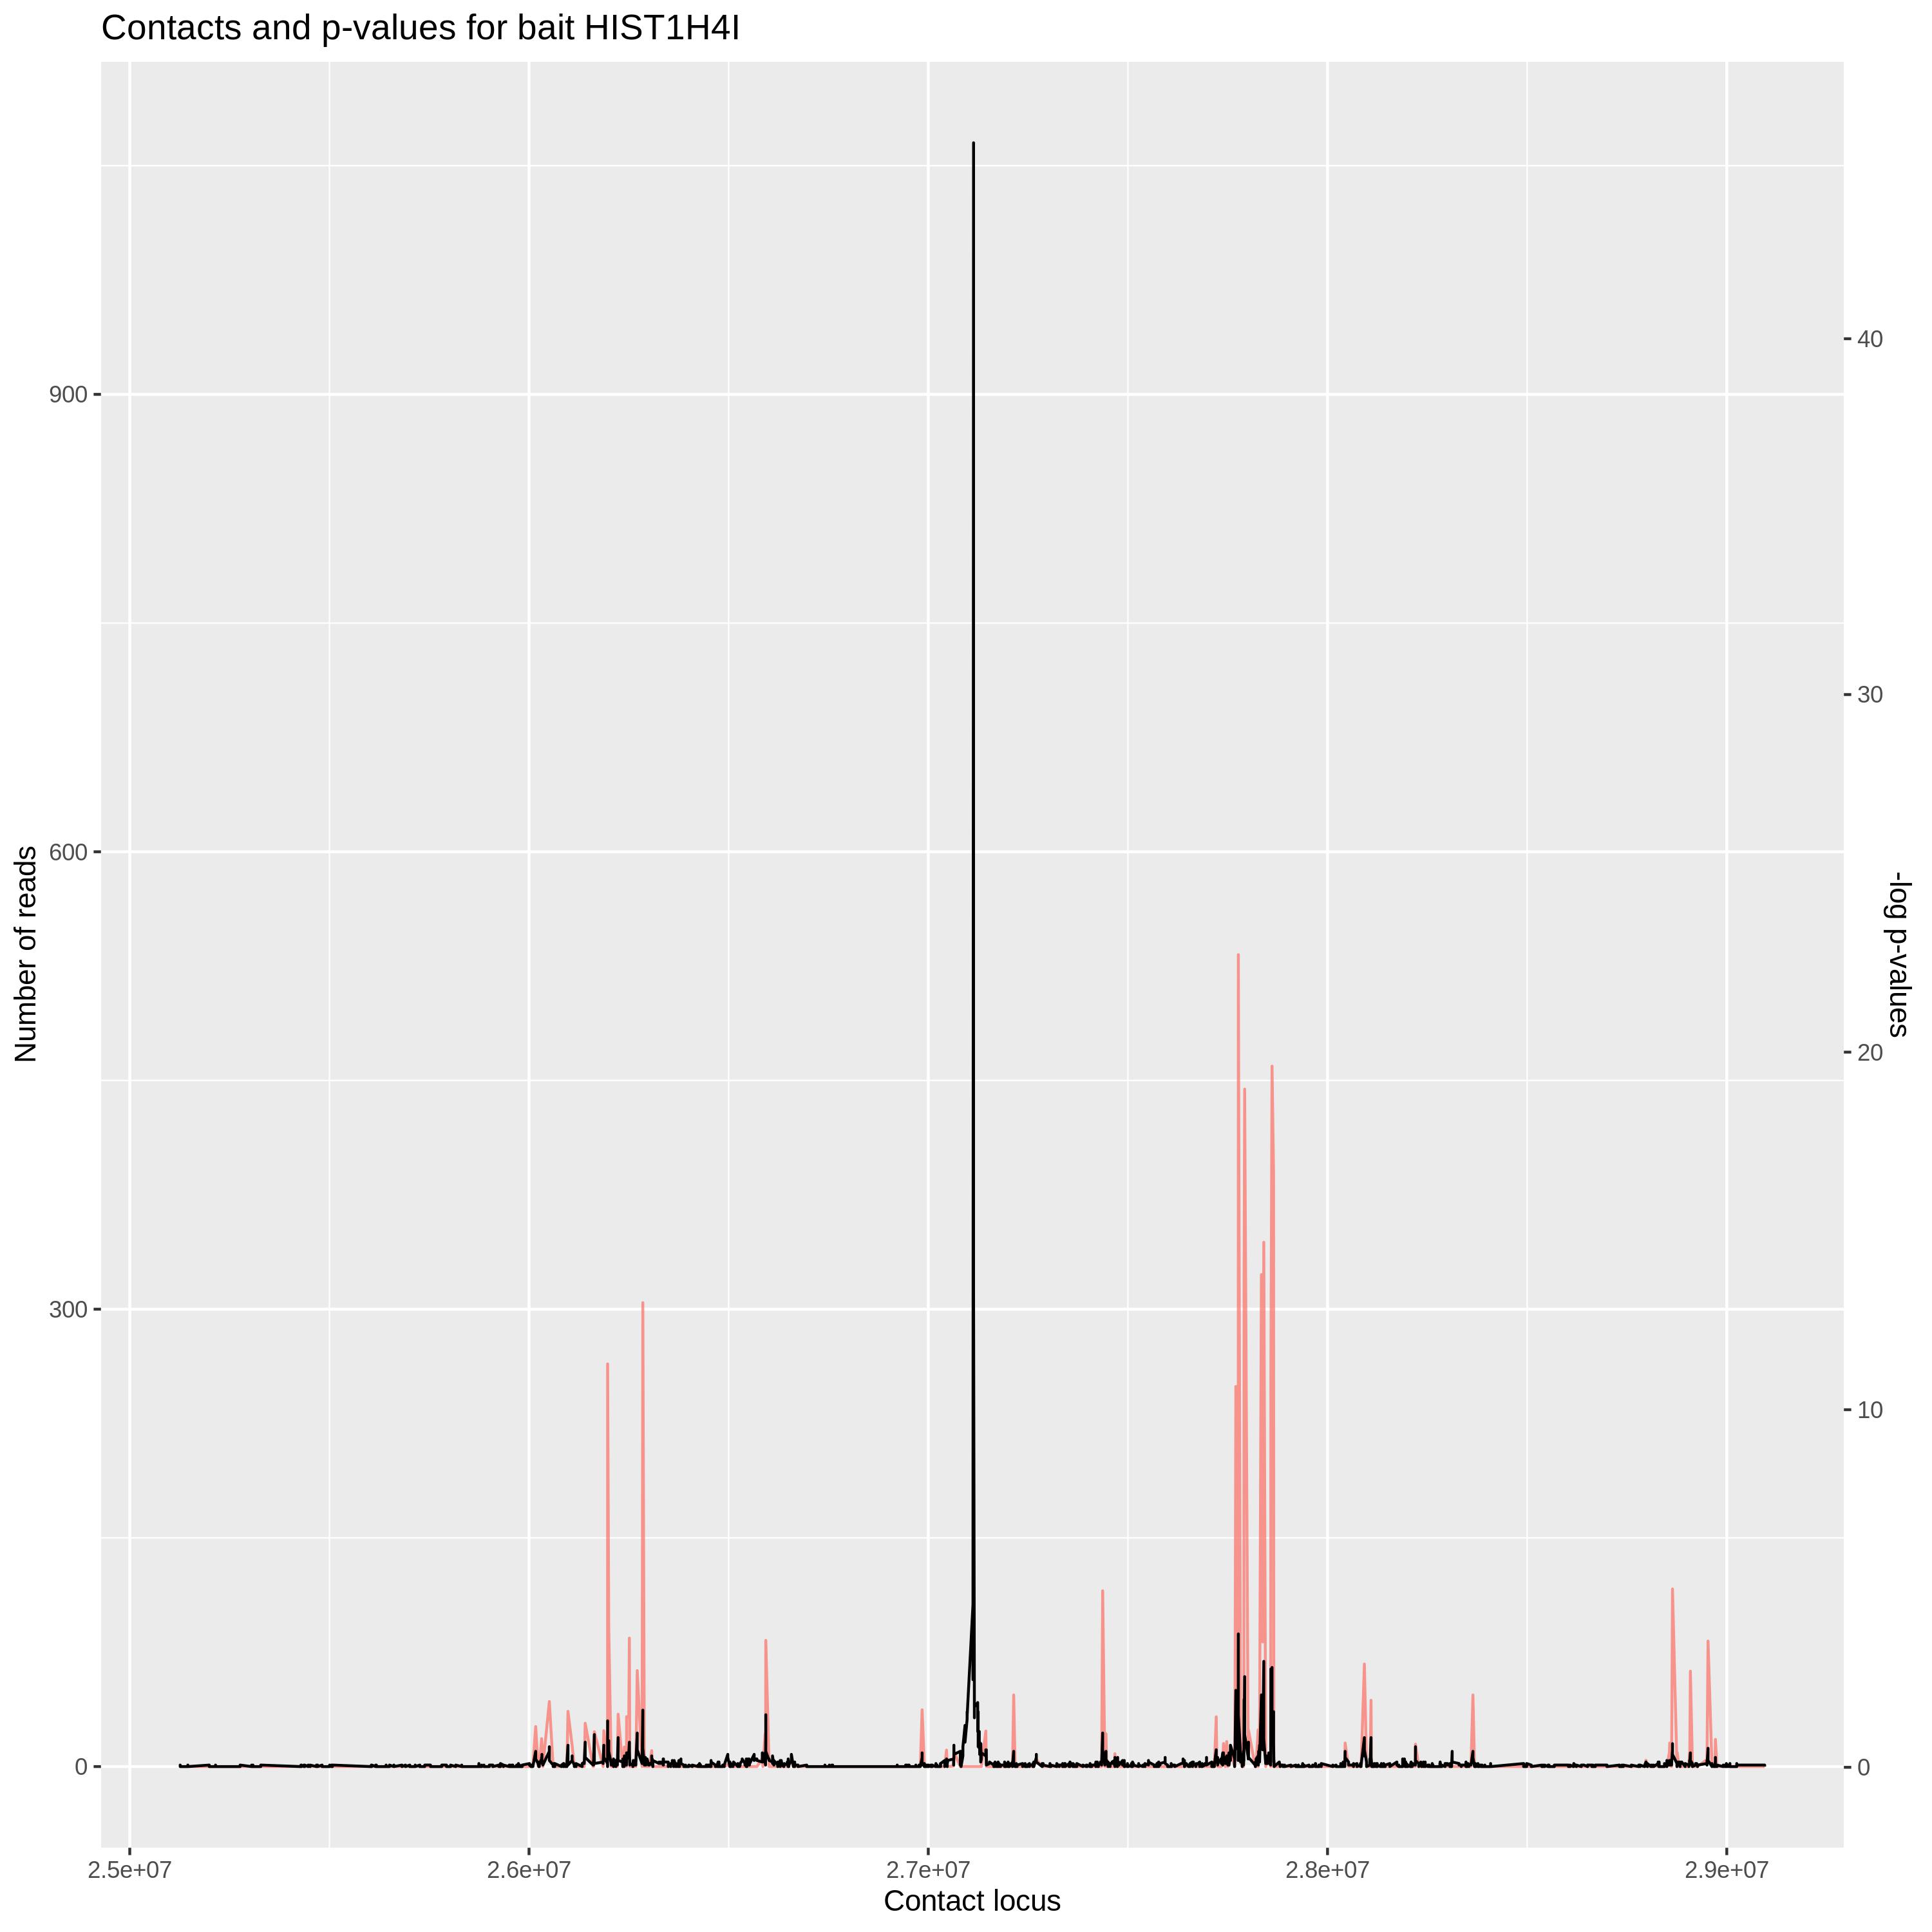 Contacts and p-values for bait HIST1H4I
Number of reads
900
600
300
0
40
30
20
10
0
-log p-values
2.5e+07
2.6e+07
2.7e+07
2.8e+07
2.9e+07
Contact locus